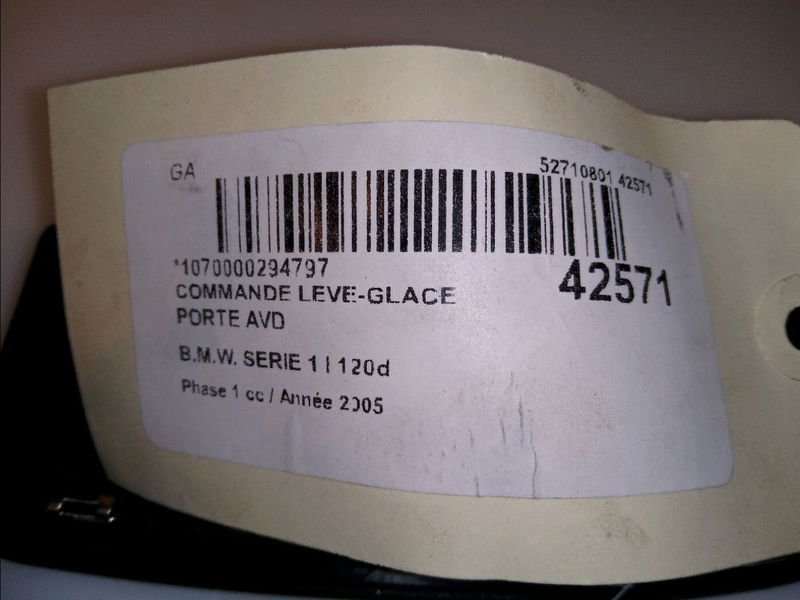 GA
52710801 42571
*1070000294797
42571
COMMANDE LEVE-GLACE
PORTE AVD
B.M.W. SERIE 1 I 120d
Phase 1 cc / Année 2005